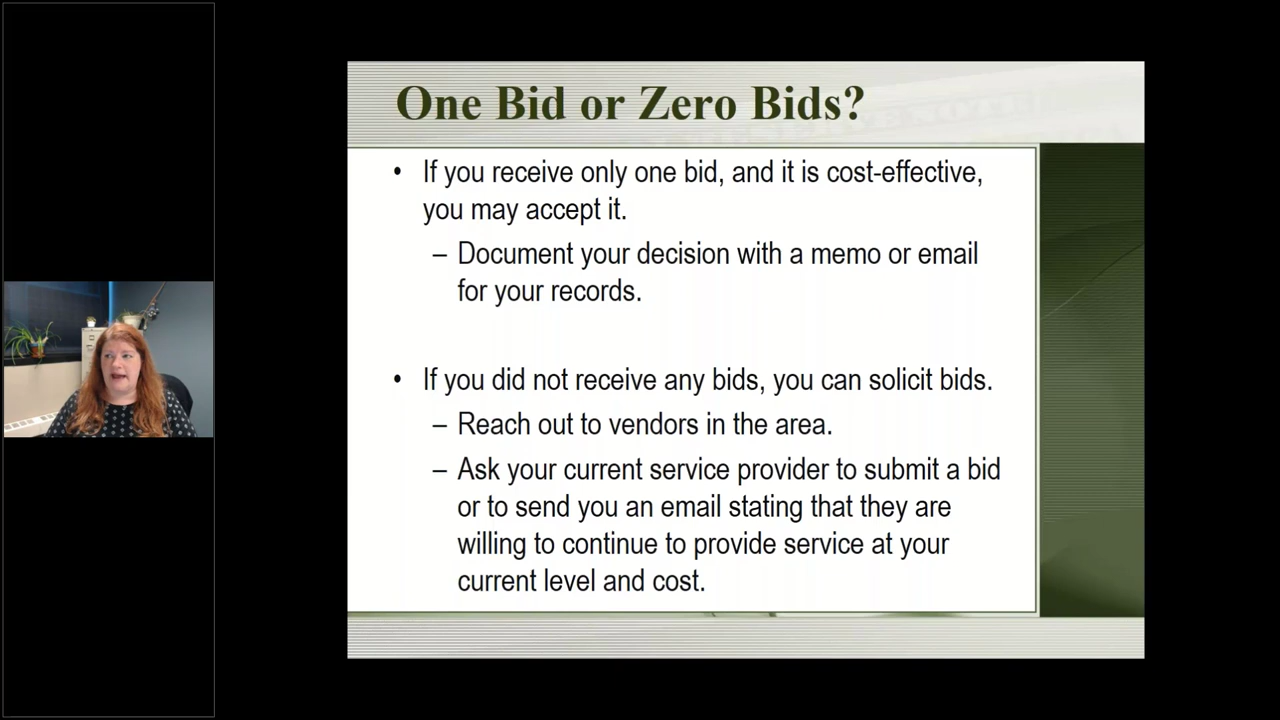 One Bid or Zero Bids?
• If you receive only one bid, and it is cost-effective,
you may accept it.
– Document your decision with a memo or email
for your records.
• If you did not receive any bids, you can solicit bids.
– Reach out to vendors in the area.
– Ask your current service provider to submit a bid
or to send you an email stating that they are
willing to continue to provide service at your
current level and cost.